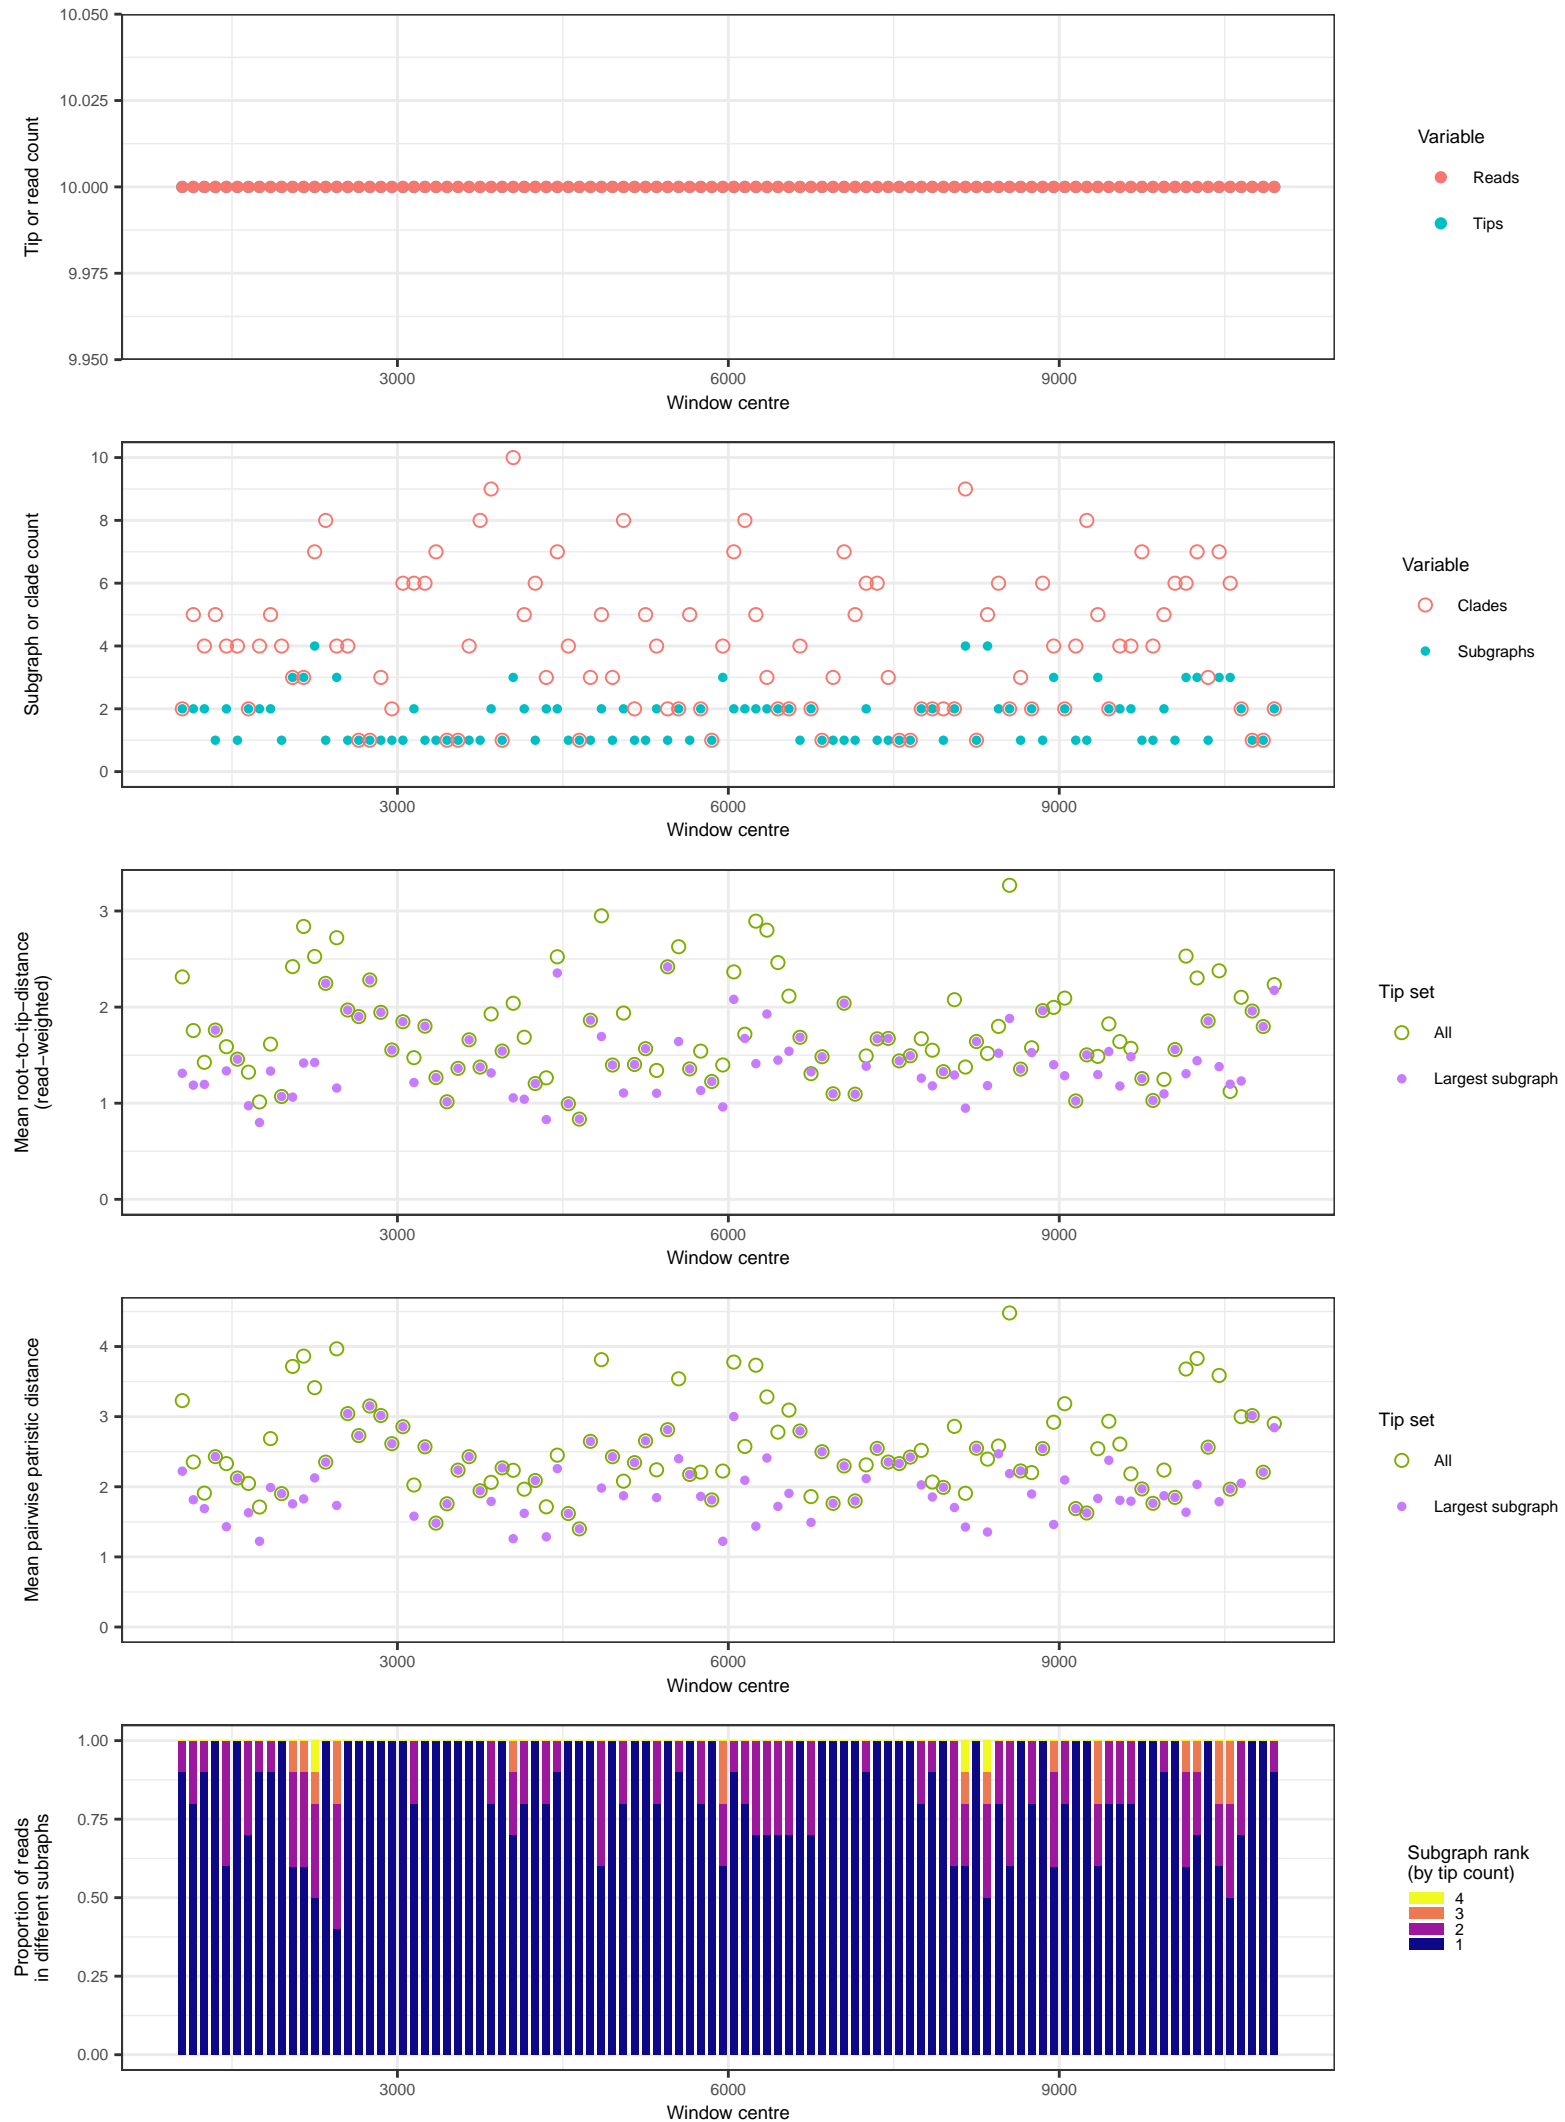 10.050
10.025
10.000
9.975
9.950
Tip or read count
3000 6000 9000
Window centre
Variable
Reads
Tips
10
8
6
4
2
0
Subgraph or clade count
3000 6000 9000
Window centre
Variable
Clades
Subgraphs
3
2
1
0
Mean root−to−tip−distance
(read−weighted)
3000 6000 9000
Window centre
Tip set
All
Largest subgraph
4
3
2
1
0
Mean pairwise patristic distance
3000 6000 9000
Window centre
Tip set
All
Largest subgraph
1.00
0.75
0.50
0.25
0.00
Proportion of reads
in different subraphs
3000 6000 9000
Window centre
Subgraph rank
(by tip count)
4
3
2
1